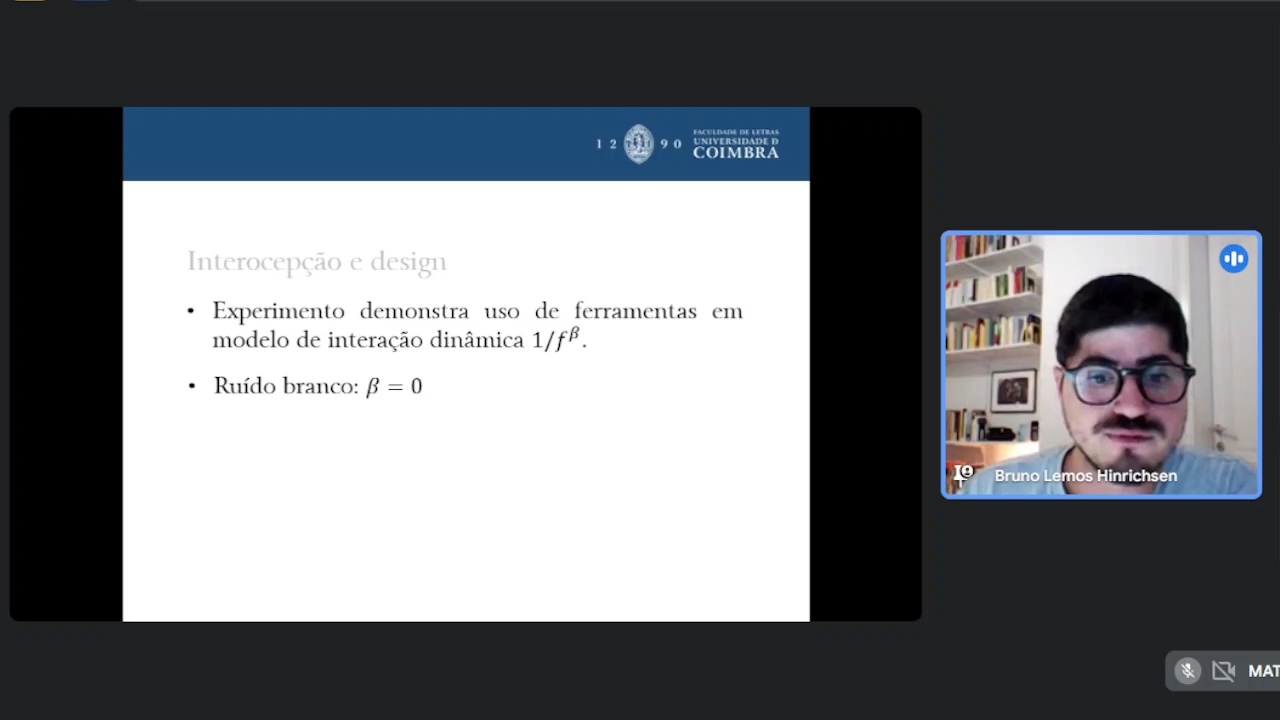 1 2 9 0
FACULDADE DE LETRAS
UNIVERSIDADE Ð
COIMBRA
Interocepção e design
• Experimento demonstra uso de ferramentas em
modelo de interação dinâmica 1/f^β.
• Ruído branco: β = 0
Bruno Lemos Hinrichsen
MAT